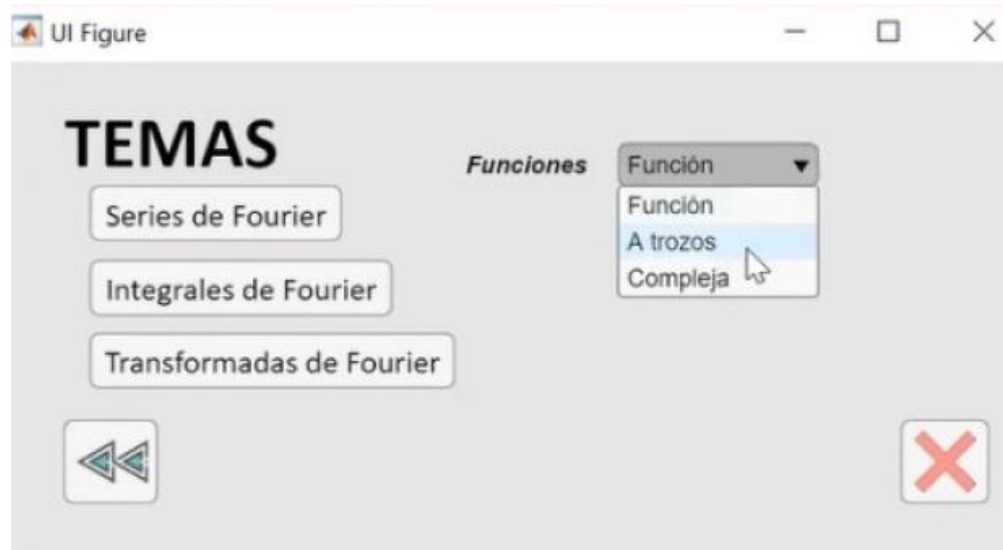 UI Figure
TEMAS
Funciones
Función
Función
A trozos
Compleja
Series de Fourier
Integrales de Fourier
Transformadas de Fourier